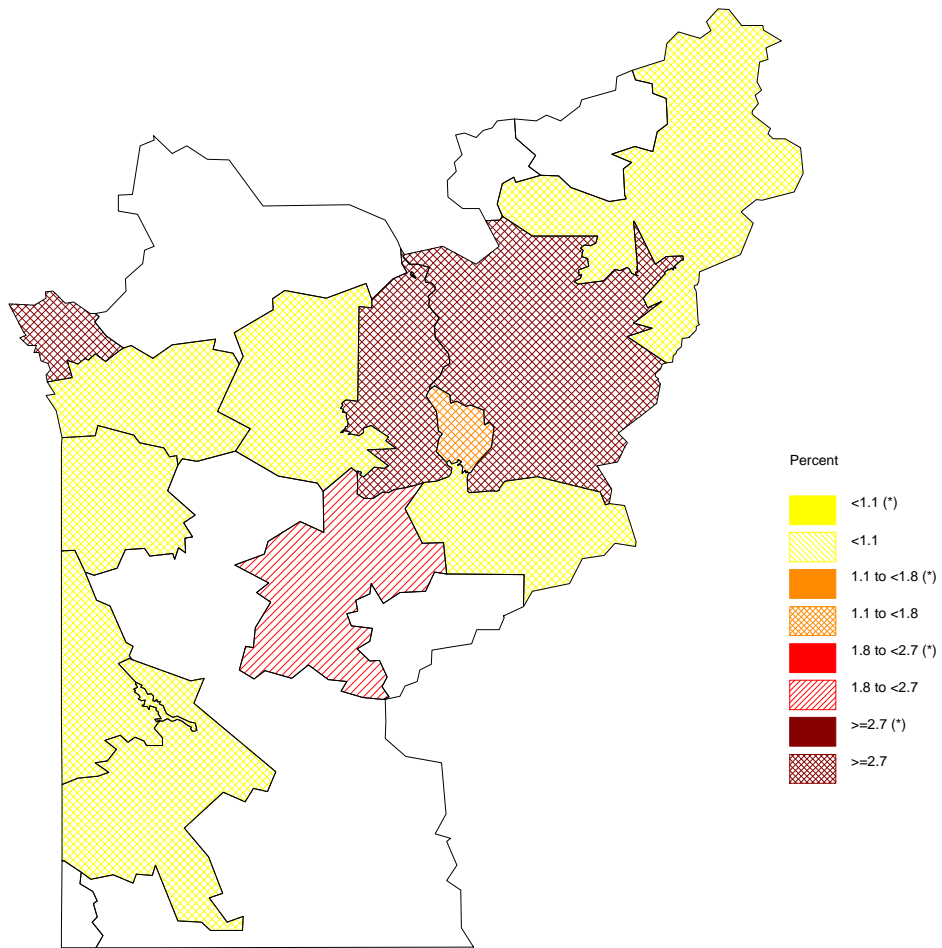 Percent
<1.1 (*)
<1.1
1.1 to <1.8 (*)
1.1 to <1.8
1.8 to <2.7 (*)
1.8 to <2.7
>=2.7 (*)
>=2.7